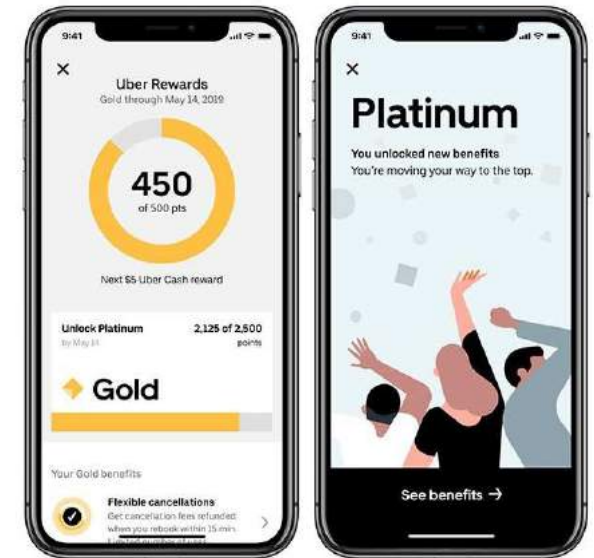 9:41
Uber Rewards
Gold through May 14, 2019
450
of 500 pts
Next $5 Uber Cash reward
Unlock Platinum 2,125 of 2,500
by May 14 points
Gold
Your Gold benefits
Flexible cancellations
Get cancellation fees refunded
when you rebook within 15 min
9:41
Platinum
You unlocked new benefits
You're moving your way to the top.
See benefits →